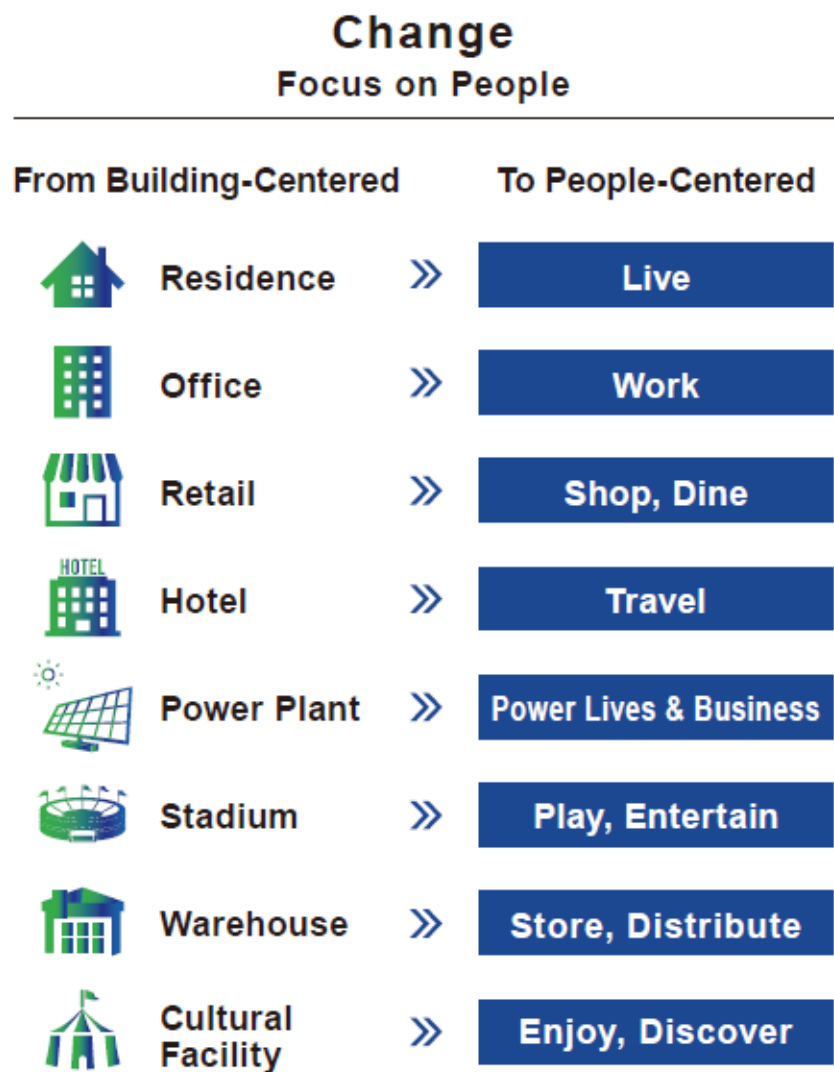 Change
Focus on People
From Building-Centered
To People-Centered
Residence
Live
Office
Work
Retail
Shop, Dine
HOTEL
Hotel
Travel
Power Plant
Power Lives & Business
Stadium
Play, Entertain
Warehouse
Store, Distribute
Cultural
Facility
Enjoy, Discover